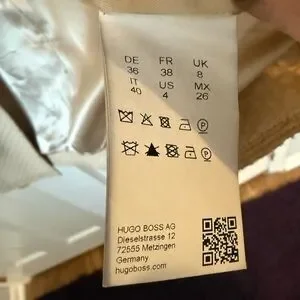 DE FR UK
36 38 8
IT US MX
40 4 26
HUGO BOSS AG
Dieselstrasse 12
72555 Metzingen
Germany
hugoboss.com